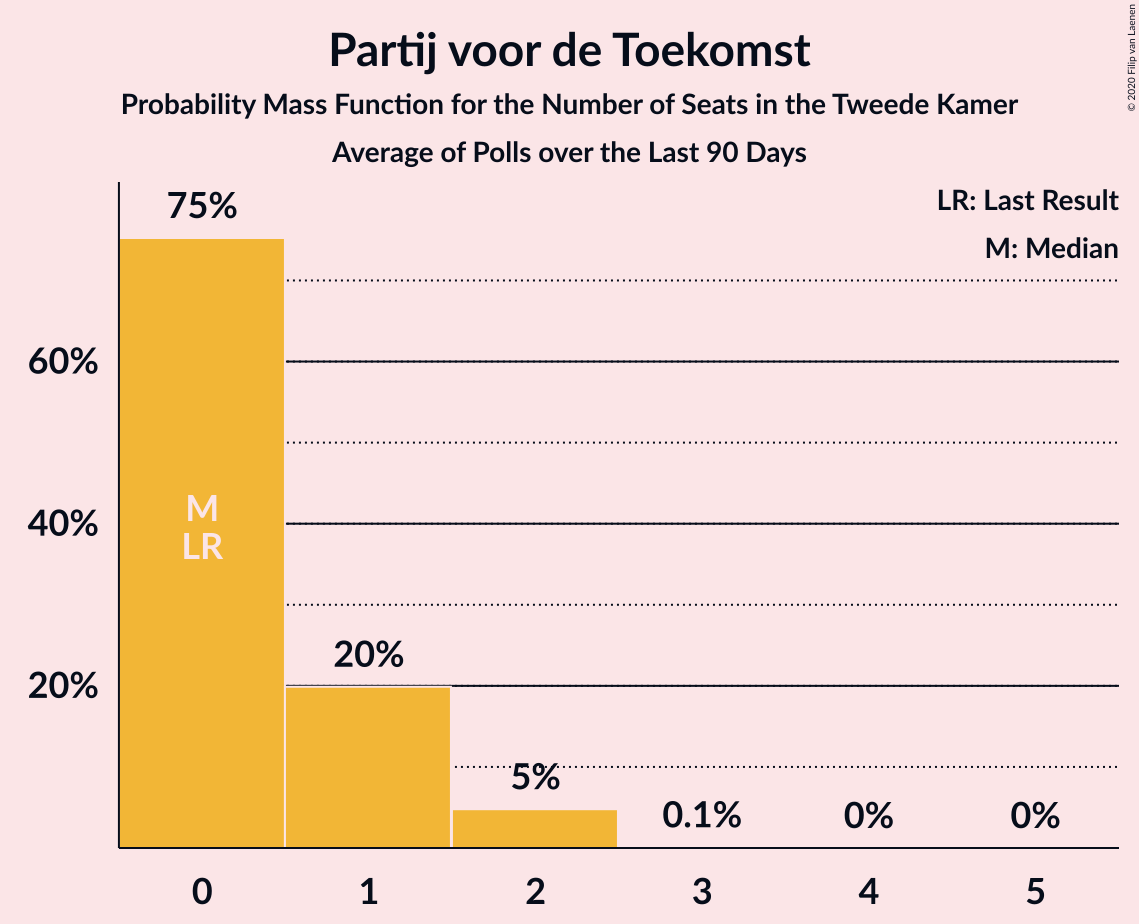 Partij voor de Toekomst
Probability Mass Function for the Number of Seats in the Tweede Kamer
Average of Polls over the Last 90 Days
© 2020 Filip van Laenen
LR: Last Result
M: Median
75%
60%
40%
20%
M
LR
20%
5%
0.1%
0%
0%
0 1 2 3 4 5